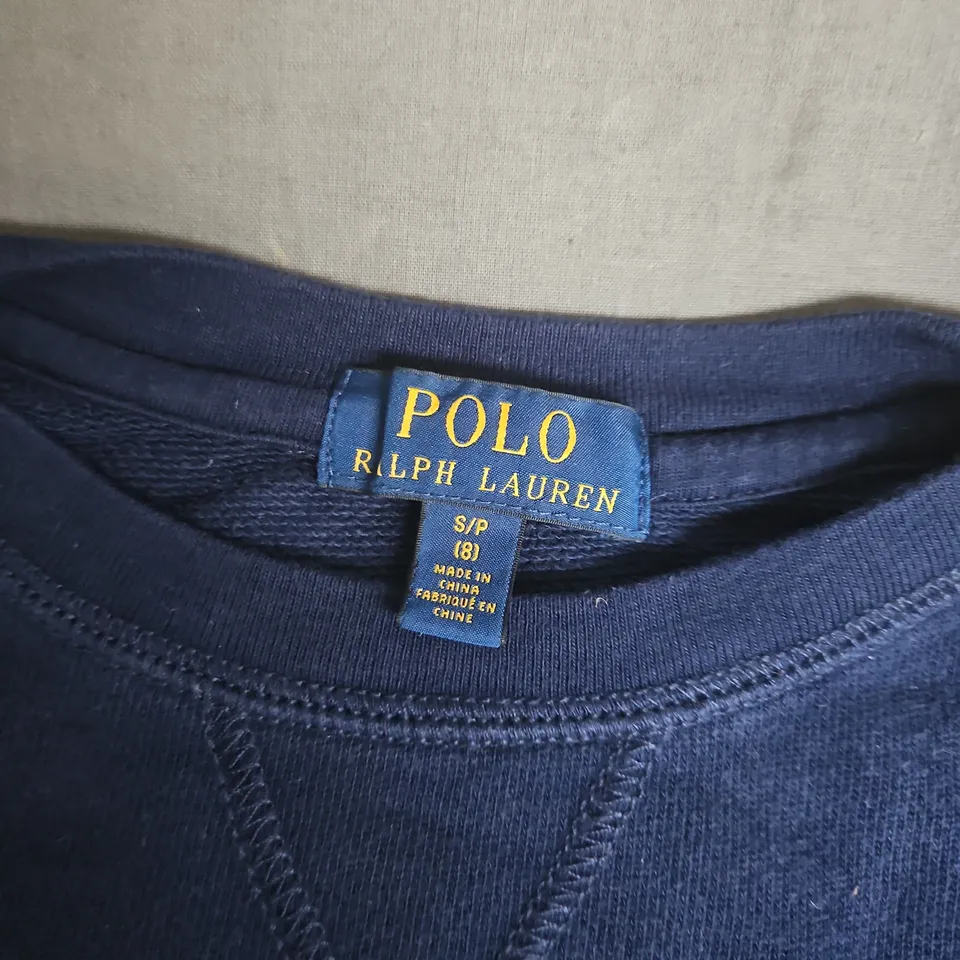 POLO
RALPH LAUREN
S/P
(8)
MADE IN
CHINA
FABRIQUÉ EN
CHINE